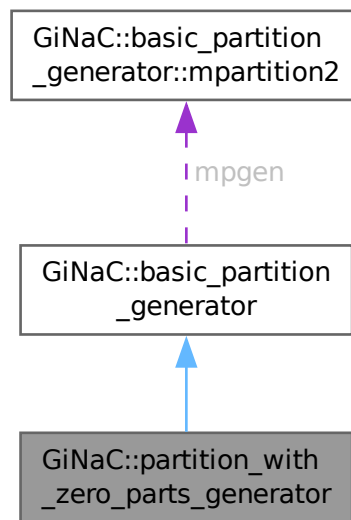 GiNaC::basic_partition
_generator::mpartition2
mpgen
GiNaC::basic_partition
_generator
GiNaC::partition_with
_zero_parts_generator